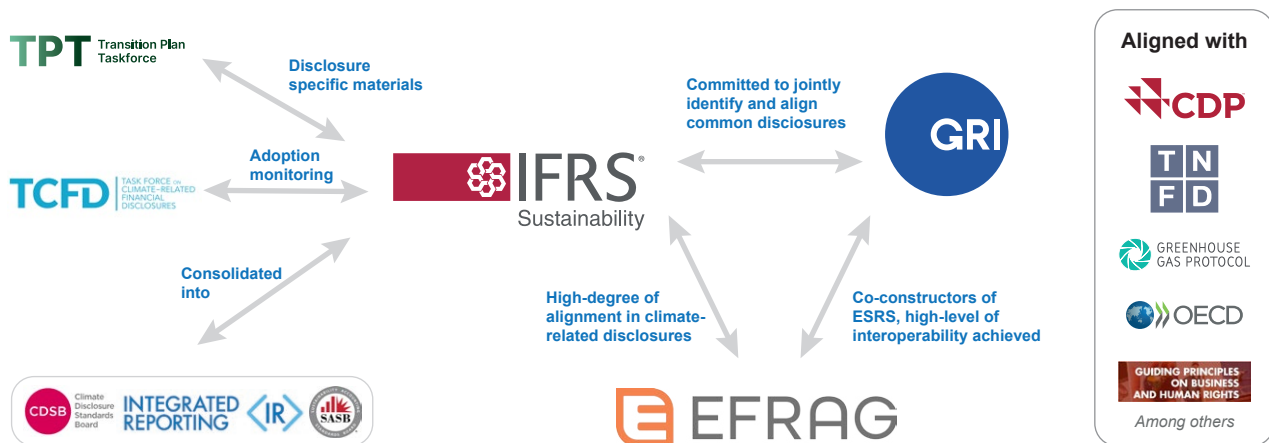 TPT Transition Plan
Taskforce
Disclosure
specific materials
TCFD
TASK FORCE ON
CLIMATE-RELATED
FINANCIAL
DISCLOSURES
Adoption
monitoring
Consolidated
into
CDSB
Climate
Disclosure
Standards
Board
INTEGRATED
REPORTING
<IR>
SASB
IFRS®
Sustainability
Committed to jointly
identify and align
common disclosures
GRI
High-degree of
alignment in climate-
related disclosures
Co-constructors of
ESRS, high-level of
interoperability achieved
EFRAG
Aligned with
CDP
T N
F D
GREENHOUSE
GAS PROTOCOL
OECD
GUIDING PRINCIPLES
ON BUSINESS
AND HUMAN RIGHTS
Among others